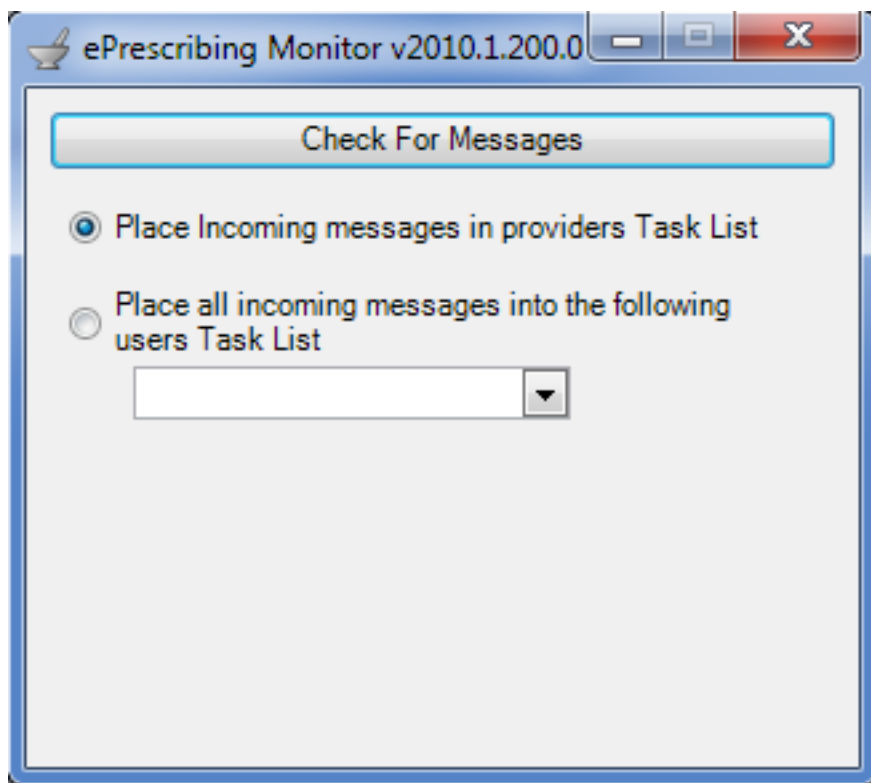 ePrescribing Monitor v2010.1.200.0
Check For Messages
Place Incoming messages in providers Task List
Place all incoming messages into the following
users Task List